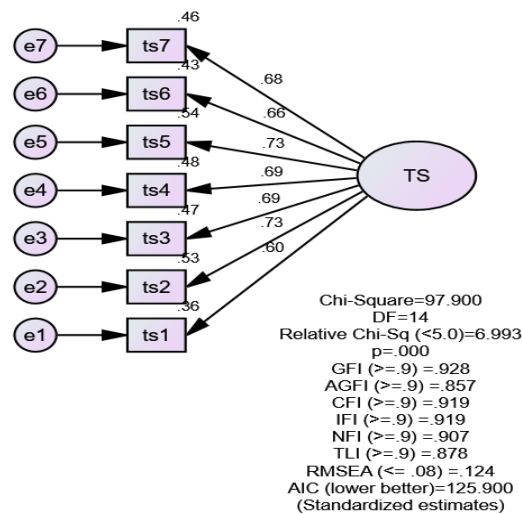 .46
e7 ts7
.43
.68
e6 ts6
.66
.54
e5 ts5
.73
.48
e4 ts4
.69
TS
.47
.69
e3 ts3
.73
.53
e2 ts2
.60
.36
e1 ts1
Chi-Square=97.900
DF=14
Relative Chi-Sq (<5.0)=6.993
p=.000
GFI (>=.9) =.928
AGFI (>=.9) =.857
CFI (>=.9) =.919
IFI (>=.9) =.919
NFI (>=.9) =.907
TLI (>=.9) =.878
RMSEA (<= .08) =.124
AIC (lower better)=125.900
(Standardized estimates)